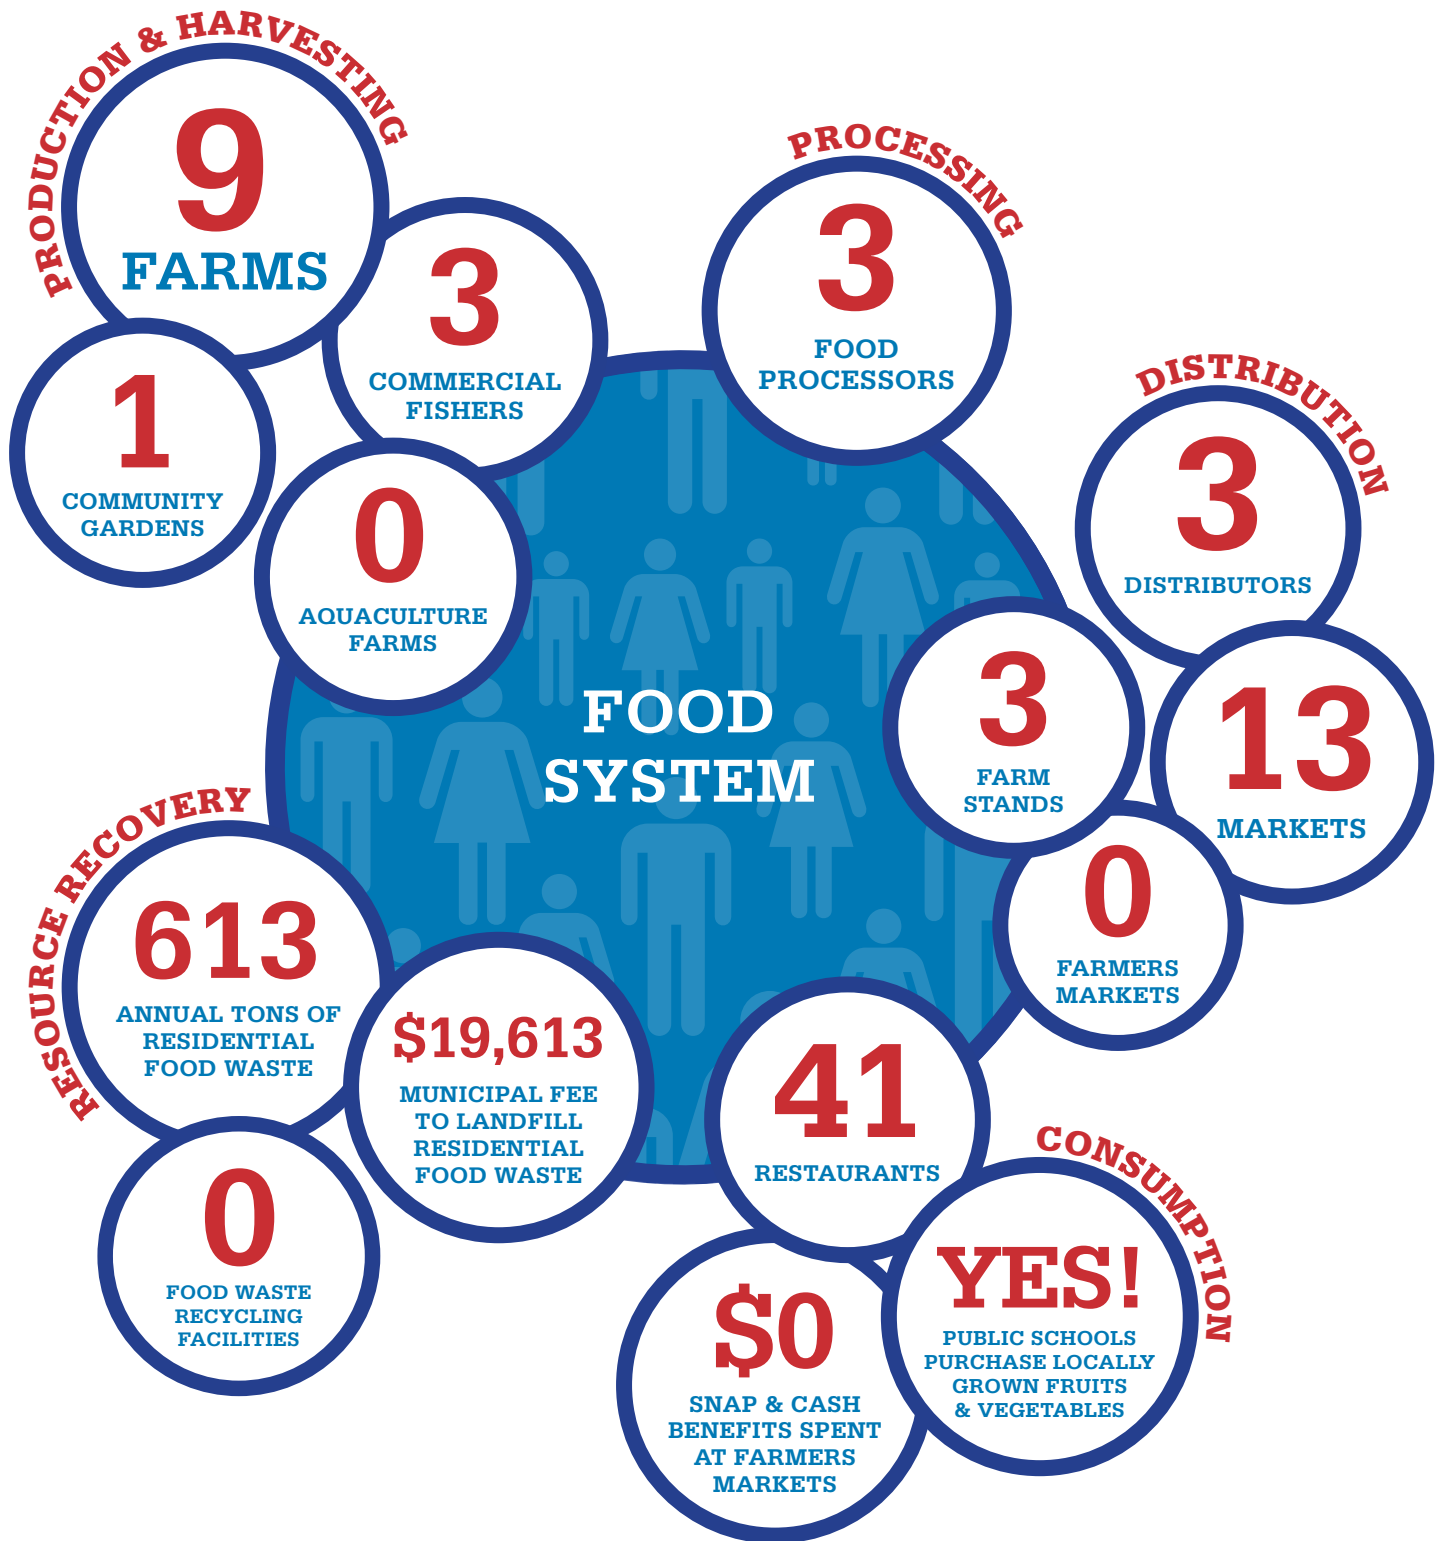 PRODUCTION & HARVESTING
9
FARMS
3
COMMERCIAL
FISHERS
1
COMMUNITY
GARDENS
0
AQUACULTURE
FARMS
PROCESSING
3
FOOD
PROCESSORS
DISTRIBUTION
3
DISTRIBUTORS
3
FARM
STANDS
13
MARKETS
0
FARMERS
MARKETS
FOOD
SYSTEM
RESOURCE RECOVERY
613
ANNUAL TONS OF
RESIDENTIAL
FOOD WASTE
$19,613
MUNICIPAL FEE
TO LANDFILL
RESIDENTIAL
FOOD WASTE
0
FOOD WASTE
RECYCLING
FACILITIES
41
RESTAURANTS
CONSUMPTION
YES!
PUBLIC SCHOOLS
PURCHASE LOCALLY
GROWN FRUITS
& VEGETABLES
$0
SNAP & CASH
BENEFITS SPENT
AT FARMERS
MARKETS